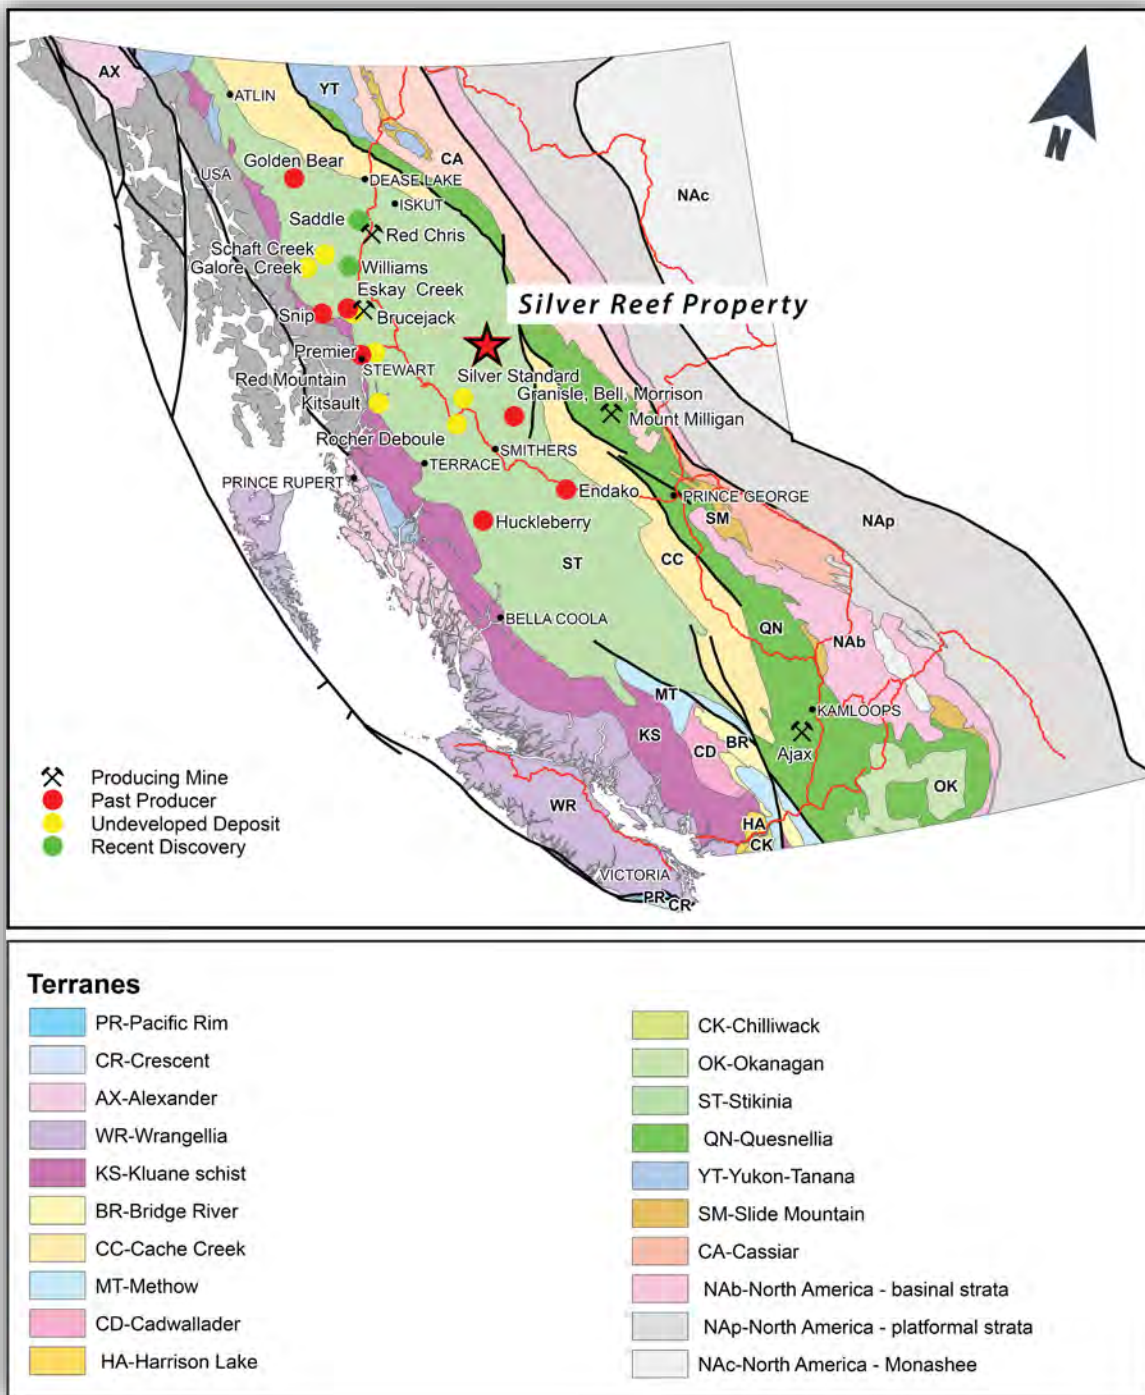 AX
YT
ATLIN
N
CA
Golden Bear
USA
DEASE LAKE
NAc
ISKUT
Saddle
Red Chris
Schaft Creek
Galore Creek
Williams
Eskay Creek
Silver Reef Property
Snip
Brucejack
Premier
STEWART
Red Mountain
Silver Standard
Granisle, Bell, Morrison
Kitsault
Mount Milligan
Rocher Deboule
SMITHERS
TERRACE
PRINCE RUPERT
Endako
PRINCE GEORGE
SM
NAp
Huckleberry
ST
CC
BELLA COOLA
QN
NAb
MT
KAMLOOPS
KS
BR
CD
Ajax
OK
Producing Mine
Past Producer
Undeveloped Deposit
Recent Discovery
WR
HA
CK
VICTORIA
PR
CR
Terranes
PR-Pacific Rim
CR-Crescent
AX-Alexander
WR-Wrangellia
KS-Kluane schist
BR-Bridge River
CC-Cache Creek
MT-Methow
CD-Cadwallader
HA-Harrison Lake
CK-Chilliwack
OK-Okanagan
ST-Stikinia
QN-Quesnellia
YT-Yukon-Tanana
SM-Slide Mountain
CA-Cassiar
NAb-North America - basinal strata
NAp-North America - platformal strata
NAc-North America - Monashee